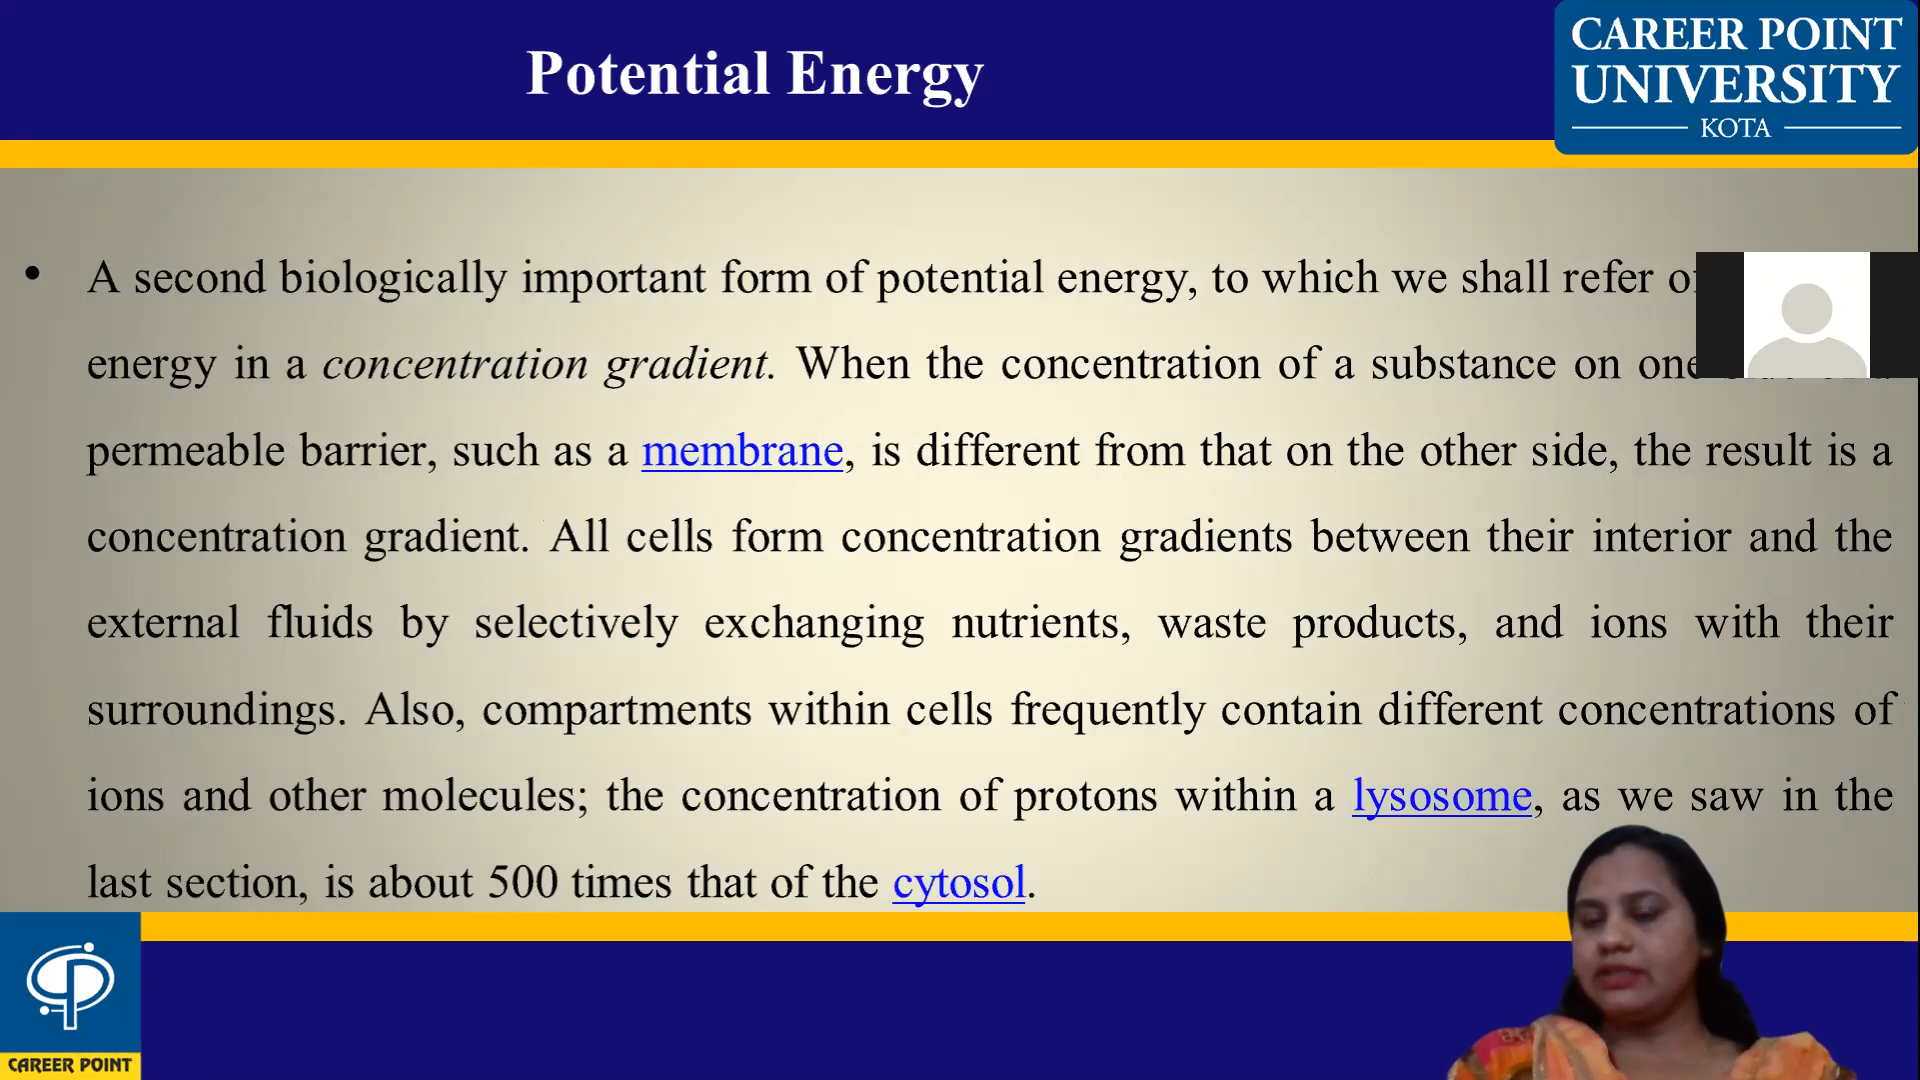 Potential Energy
CAREER POINT
UNIVERSITY
KOTA
• A second biologically important form of potential energy, to which we shall refer
energy in a concentration gradient. When the concentration of a substance on one
permeable barrier, such as a membrane, is different from that on the other side, the result is a
concentration gradient. All cells form concentration gradients between their interior and the
external fluids by selectively exchanging nutrients, waste products, and ions with their
surroundings. Also, compartments within cells frequently contain different concentrations of
ions and other molecules; the concentration of protons within a lysosome, as we saw in the
last section, is about 500 times that of the cytosol.
CAREER POINT